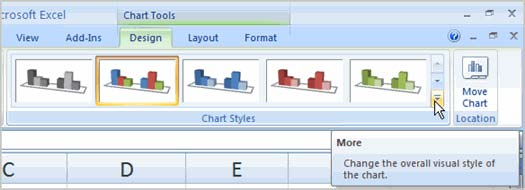 crosoft Excel
Chart Tools
View Add-Ins Design Layout Format
Move
Chart
Chart Styles
Location
More
Change the overall visual style of
the chart.
C D E